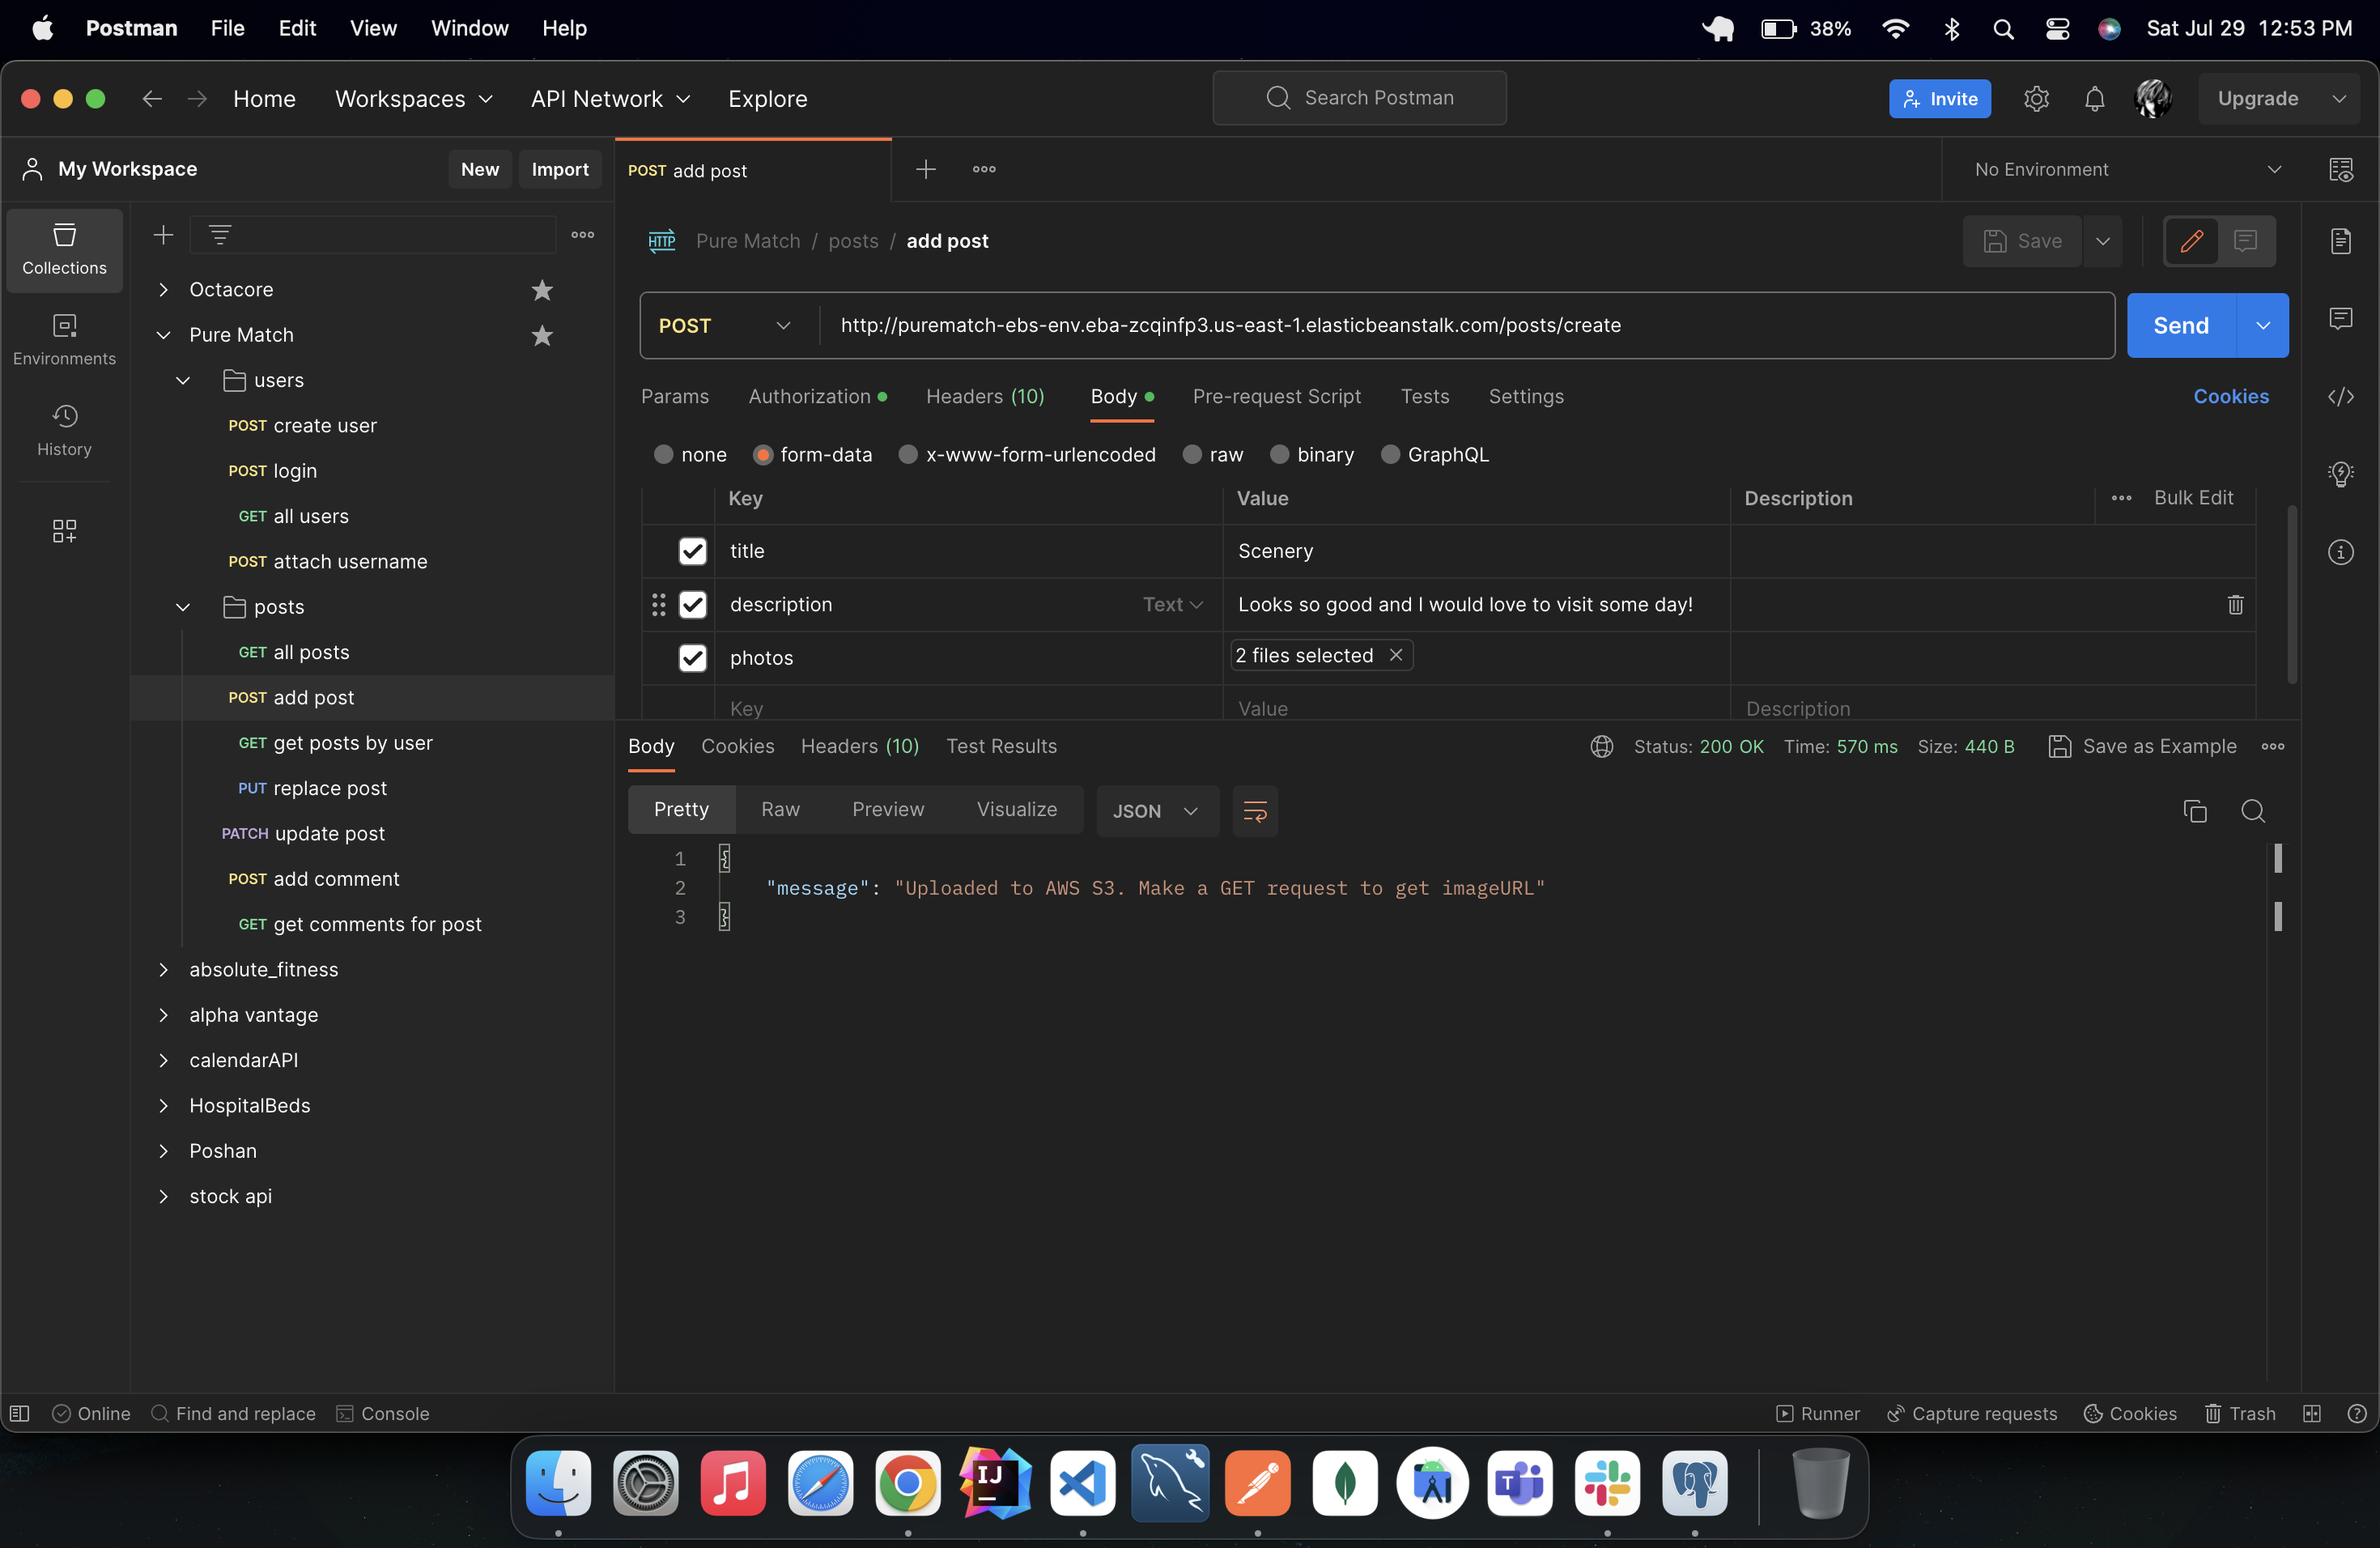 Postman File Edit View Window Help 38% Sat Jul 29 12:53 PM
Home Workspaces API Network Explore Search Postman Invite Upgrade
My Workspace New Import POST add post No Environment
Collections
Environments
History
Octacore
Pure Match
users
POST create user
POST login
GET all users
POST attach username
posts
GET all posts
POST add post
GET get posts by user
PUT replace post
PATCH update post
POST add comment
GET get comments for post
absolute_fitness
alpha vantage
calendarAPI
HospitalBeds
Poshan
stock api
HTTP Pure Match / posts / add post Save
POST http://purematch-ebs-env.eba-zcqinfp3.us-east-1.elasticbeanstalk.com/posts/create Send
Params Authorization Headers (10) Body Pre-request Script Tests Settings Cookies
none form-data x-www-form-urlencoded raw binary GraphQL
Key Value Description Bulk Edit
title Scenery
description Text Looks so good and I would love to visit some day!
photos 2 files selected
Key Value Description
Body Cookies Headers (10) Test Results Status: 200 OK Time: 570 ms Size: 440 B Save as Example
Pretty Raw Preview Visualize JSON
1 {
2 "message": "Uploaded to AWS S3. Make a GET request to get imageURL"
3 }
Online Find and replace Console Runner Capture requests Cookies Trash
IJ
T